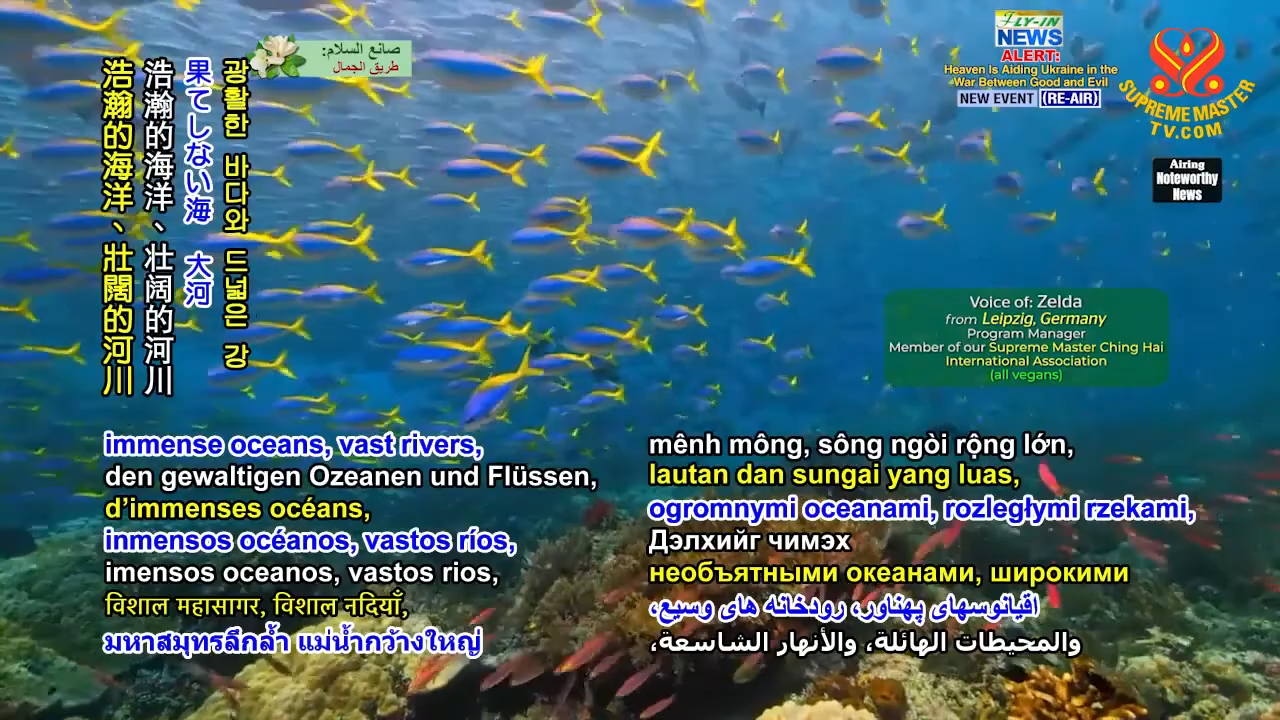 صانع السلام:
طريق الجمال
FLY-IN
NEWS
ALERT:
Heaven Is Aiding Ukraine in the
War Between Good and Evil
NEW EVENT (RE-AIR)
SUPREME MASTER
TV.COM
Airing
Noteworthy
News
광활한 바다와 드넓은 강
果てしない海 大河
浩瀚的海洋、壮阔的河川
浩瀚的海洋、壯闊的河川
Voice of: Zelda
from Leipzig, Germany
Program Manager
Member of our Supreme Master Ching Hai
International Association
(all vegans)
immense oceans, vast rivers,
den gewaltigen Ozeanen und Flüssen,
d’immenses océans,
inmensos océanos, vastos ríos,
imensos oceanos, vastos rios,
विशाल महासागर, विशाल नदियाँ,
มหาสมุทรลึกล้ำ แม่น้ำกว้างใหญ่
mênh mông, sông ngòi rộng lớn,
lautan dan sungai yang luas,
ogromnymi oceanami, rozległymi rzekami,
Дэлхийг чимэх
необъятными океанами, широкими
اقیانوسهای پهناور، رودخانه های وسیع،
والمحيطات الهائلة، والأنهار الشاسعة،